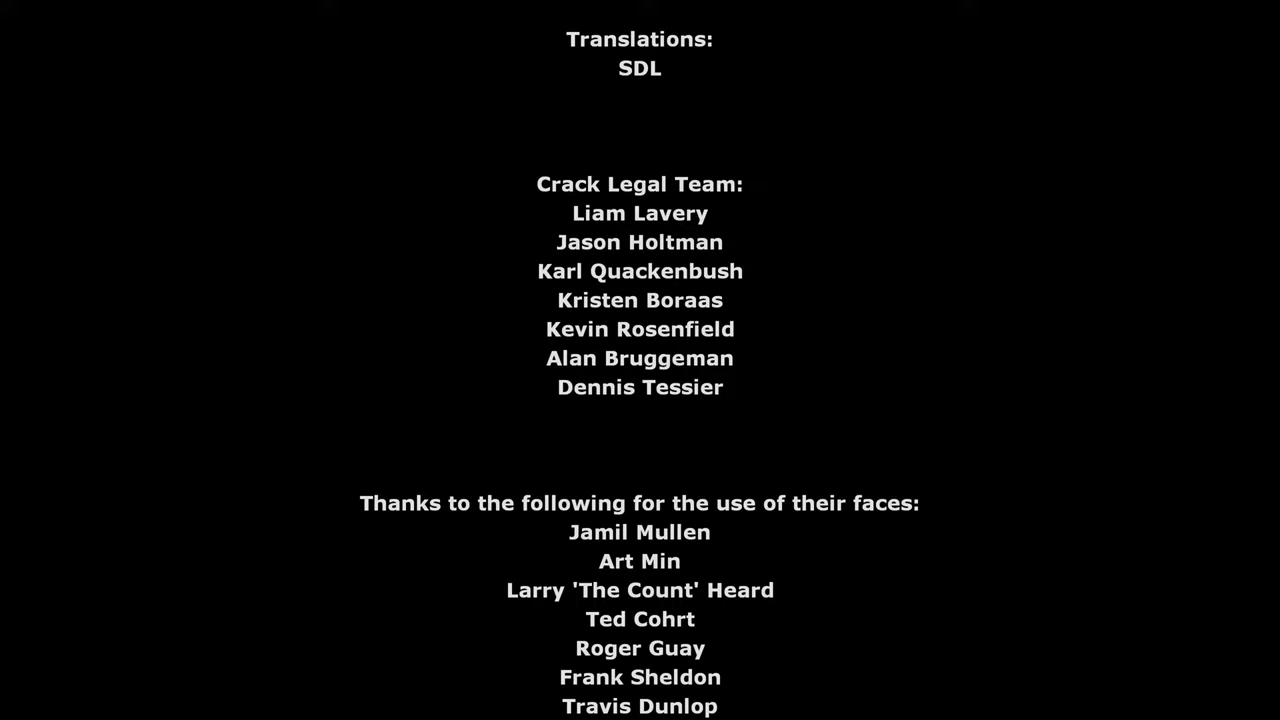 Translations:
SDL
Crack Legal Team:
Liam Lavery
Jason Holtman
Karl Quackenbush
Kristen Boraas
Kevin Rosenfield
Alan Bruggeman
Dennis Tessier
Thanks to the following for the use of their faces:
Jamil Mullen
Art Min
Larry 'The Count' Heard
Ted Cohrt
Roger Guay
Frank Sheldon
Travis Dunlop